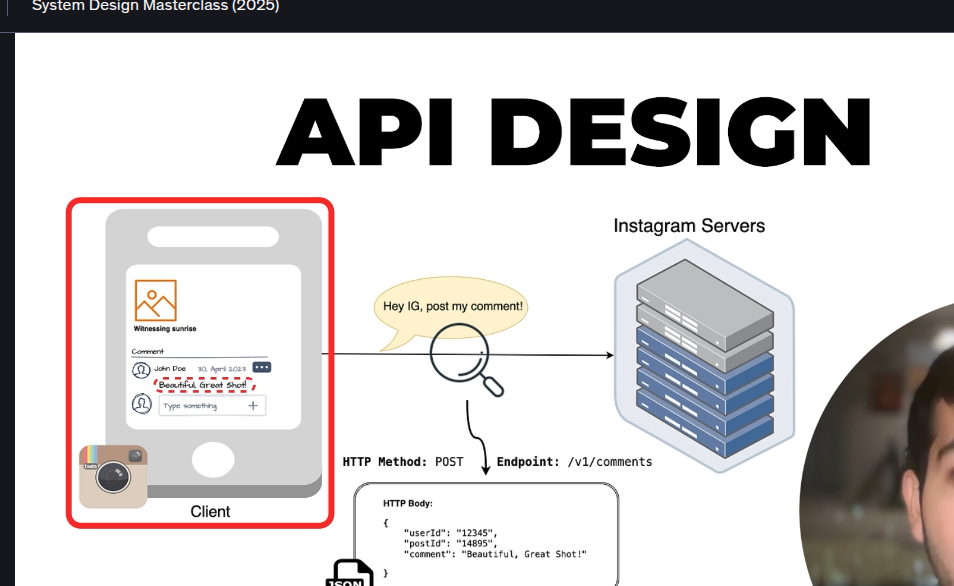 System Design Masterclass (2025)
API DESIGN
Instagram Servers
Hey IG, post my comment!
Witnessing sunrise
Comment
John Doe 30, April 2023
Beautiful, Great Shot!
Type something
Client
HTTP Method: POST
Endpoint: /v1/comments
HTTP Body:
{
"userId": "12345",
"postId": "14895",
"comment": "Beautiful, Great Shot!"
}
JSON